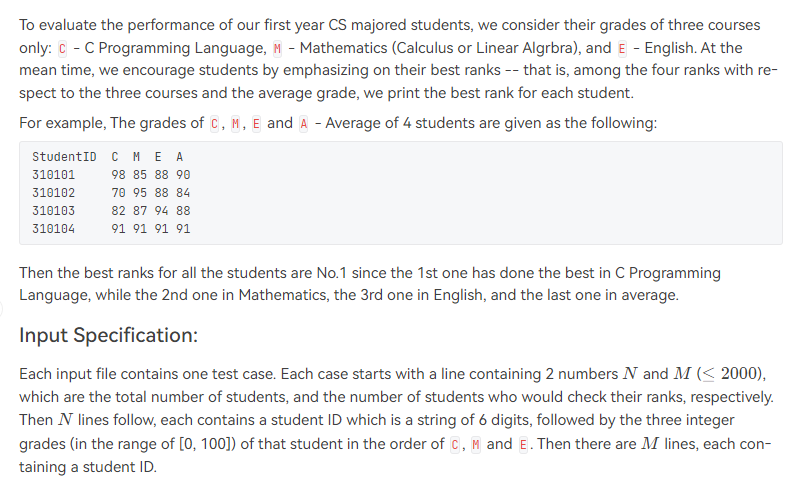 To evaluate the performance of our first year CS majored students, we consider their grades of three courses
only: C - C Programming Language, M - Mathematics (Calculus or Linear Algrbra), and E - English. At the
mean time, we encourage students by emphasizing on their best ranks -- that is, among the four ranks with re-
spect to the three courses and the average grade, we print the best rank for each student.
For example, The grades of C, M, E and A - Average of 4 students are given as the following:
StudentID C M E A
310101 98 85 88 90
310102 70 95 88 84
310103 82 87 94 88
310104 91 91 91 91
Then the best ranks for all the students are No.1 since the 1st one has done the best in C Programming
Language, while the 2nd one in Mathematics, the 3rd one in English, and the last one in average.
Input Specification:
Each input file contains one test case. Each case starts with a line containing 2 numbers N and M (≤ 2000),
which are the total number of students, and the number of students who would check their ranks, respectively.
Then N lines follow, each contains a student ID which is a string of 6 digits, followed by the three integer
grades (in the range of [0, 100]) of that student in the order of C, M and E. Then there are M lines, each con-
taining a student ID.